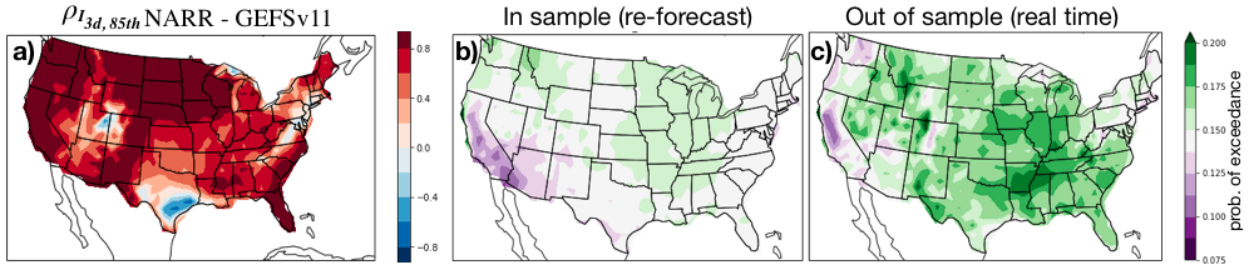 ρI3d, 85th NARR - GEFSv11
In sample (re-forecast)
Out of sample (real time)
a)
b)
c)
0.8
0.4
0.0
−0.4
−0.8
0.200
0.175
0.150
0.125
0.100
0.075
prob. of exceedance